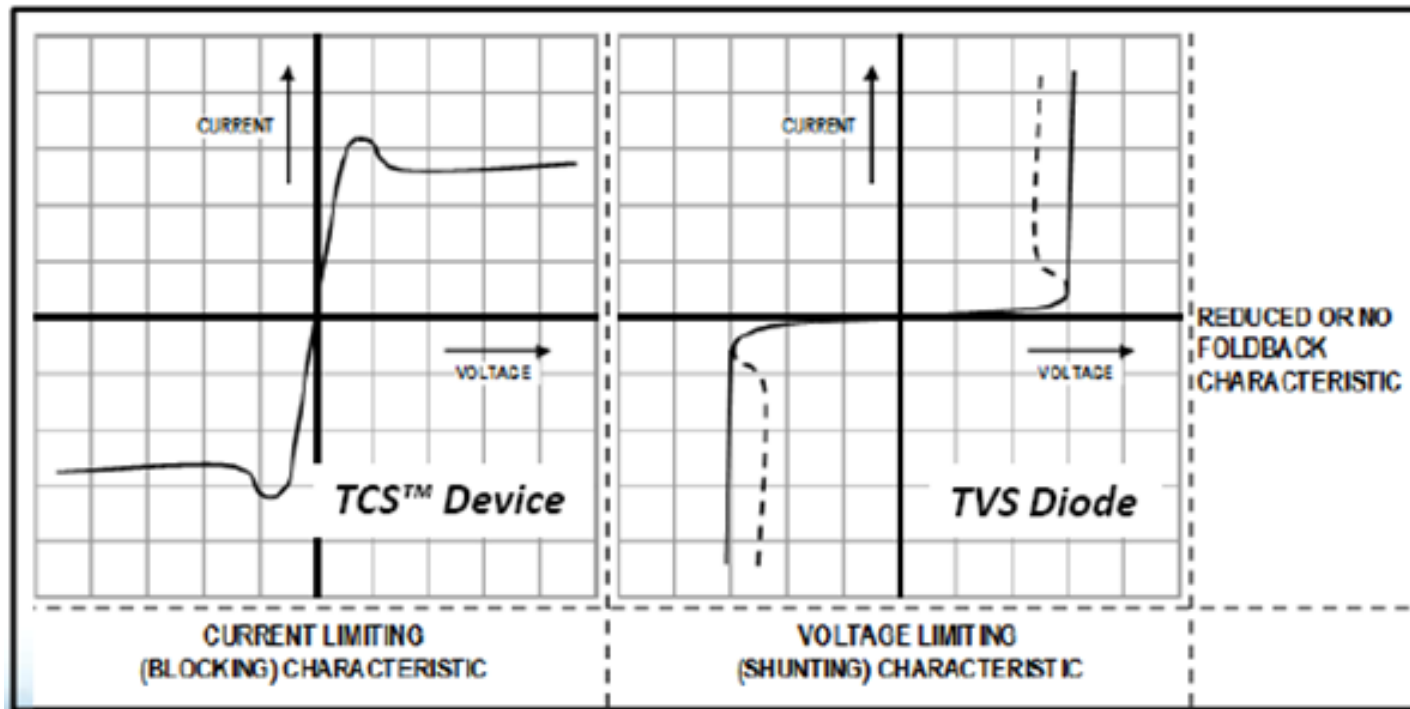 CURRENT
VOLTAGE
TCS™ Device
CURRENT LIMITING
(BLOCKING) CHARACTERISTIC
CURRENT
VOLTAGE
TVS Diode
VOLTAGE LIMITING
(SHUNTING) CHARACTERISTIC
REDUCED OR NO
FOLDBACK
CHARACTERISTIC